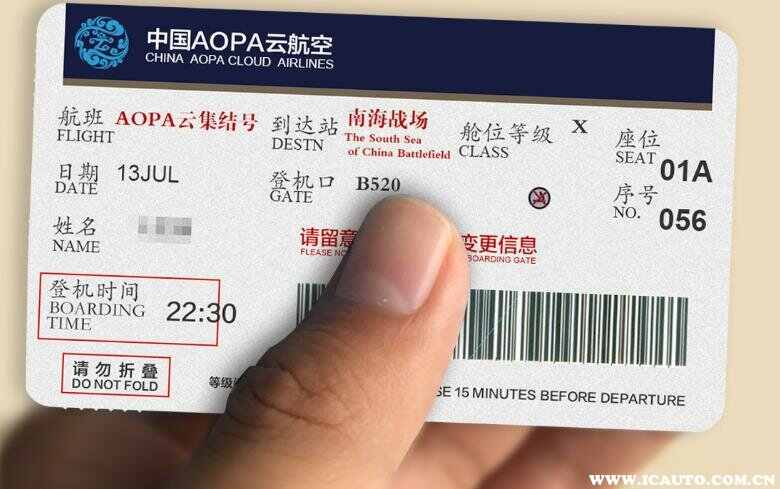 中国AOPA云航空
CHINA AOPA CLOUD AIRLINES
航班 AOPA云集结号 到达站 南海战场 舱位等级 X 座位
FLIGHT DESTN The South Sea of China Battlefield CLASS SEAT 01A
日期 13JUL 登机口 B520 序号
DATE GATE NO. 056
姓名 请留意 变更信息
NAME PLEASE NO BOARDING GATE
登机时间
BOARDING TIME 22:30
请勿折叠
DO NOT FOLD 等级 SE 15 MINUTES BEFORE DEPARTURE
WWW.ICAUTO.COM.CN